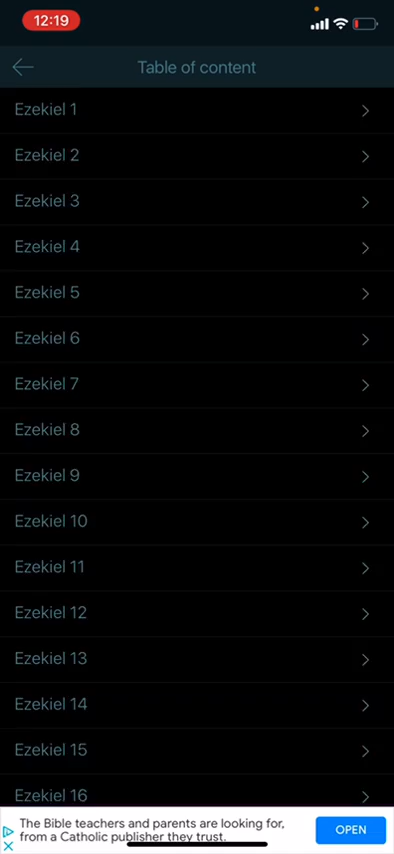 12:19
Table of content
Ezekiel 1
Ezekiel 2
Ezekiel 3
Ezekiel 4
Ezekiel 5
Ezekiel 6
Ezekiel 7
Ezekiel 8
Ezekiel 9
Ezekiel 10
Ezekiel 11
Ezekiel 12
Ezekiel 13
Ezekiel 14
Ezekiel 15
Ezekiel 16
The Bible teachers and parents are looking for,
from a Catholic publisher they trust.
OPEN